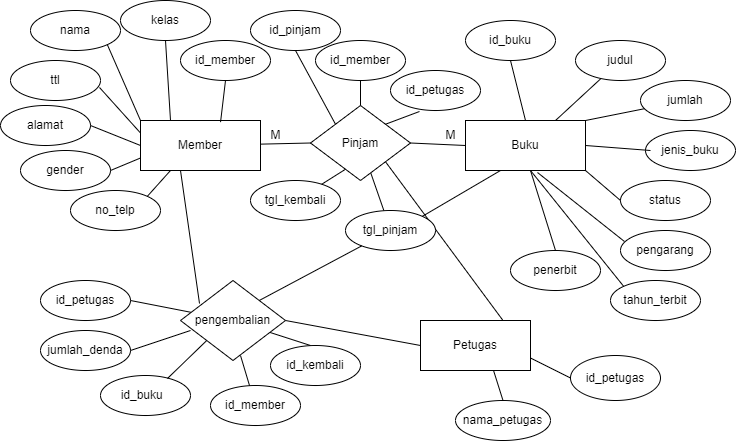 kelas
nama
id_pinjam
id_buku
id_member
id_member
judul
ttl
id_petugas
jumlah
alamat
M
M
Member
Pinjam
Buku
jenis_buku
gender
tgl_kembali
status
no_telp
tgl_pinjam
pengarang
penerbit
id_petugas
tahun_terbit
pengembalian
jumlah_denda
Petugas
id_kembali
id_petugas
id_buku
id_member
nama_petugas